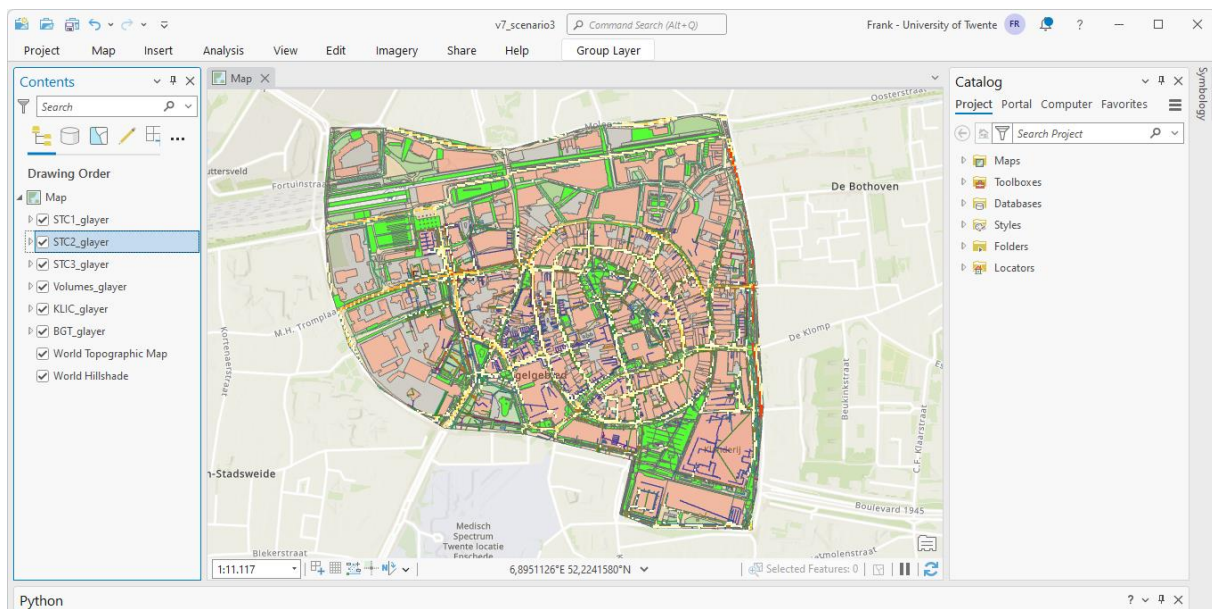 v7_scenario3
Command Search (Alt+Q)
Frank - University of Twente
FR
?
Project
Map
Insert
Analysis
View
Edit
Imagery
Share
Help
Group Layer
Contents
Search
Drawing Order
Map
STC1_glayer
STC2_glayer
STC3_glayer
Volumes_glayer
KLIC_glayer
BGT_glayer
World Topographic Map
World Hillshade
Map
Oosterstraat
uttersveld
Fortuinstraat
De Bothoven
M.H. Tromplaan
Kortenaerstraat
De Klomp
Beukinkstraat
C.F. Klaarstraat
n-Stadsweide
Boulevard 1945
Medisch
Spectrum
Twente locatie
Enschede
Blekerstraat
1:11.117
6,8951126°E 52,2241580°N
Selected Features: 0
Catalog
Project Portal Computer Favorites
Search Project
Maps
Toolboxes
Databases
Styles
Folders
Locators
Symbology
Python
?